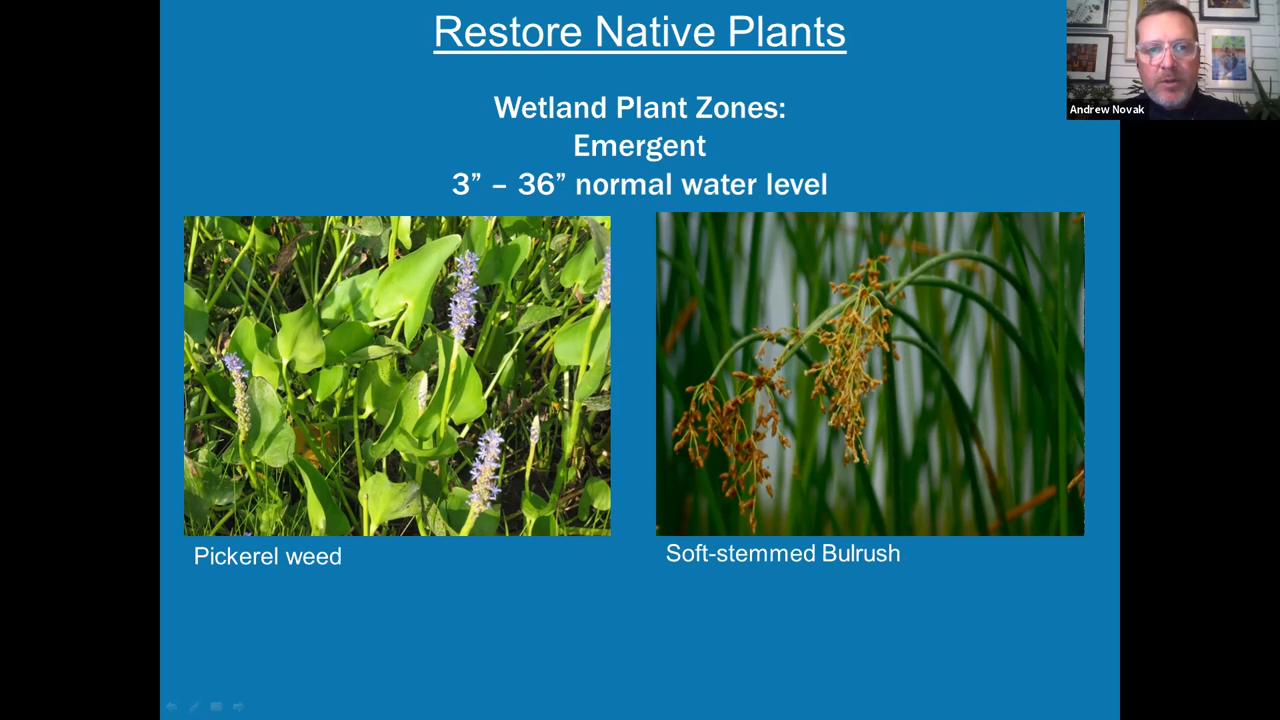 Restore Native Plants
Wetland Plant Zones:
Emergent
3” – 36” normal water level
Andrew Novak
Pickerel weed
Soft-stemmed Bulrush